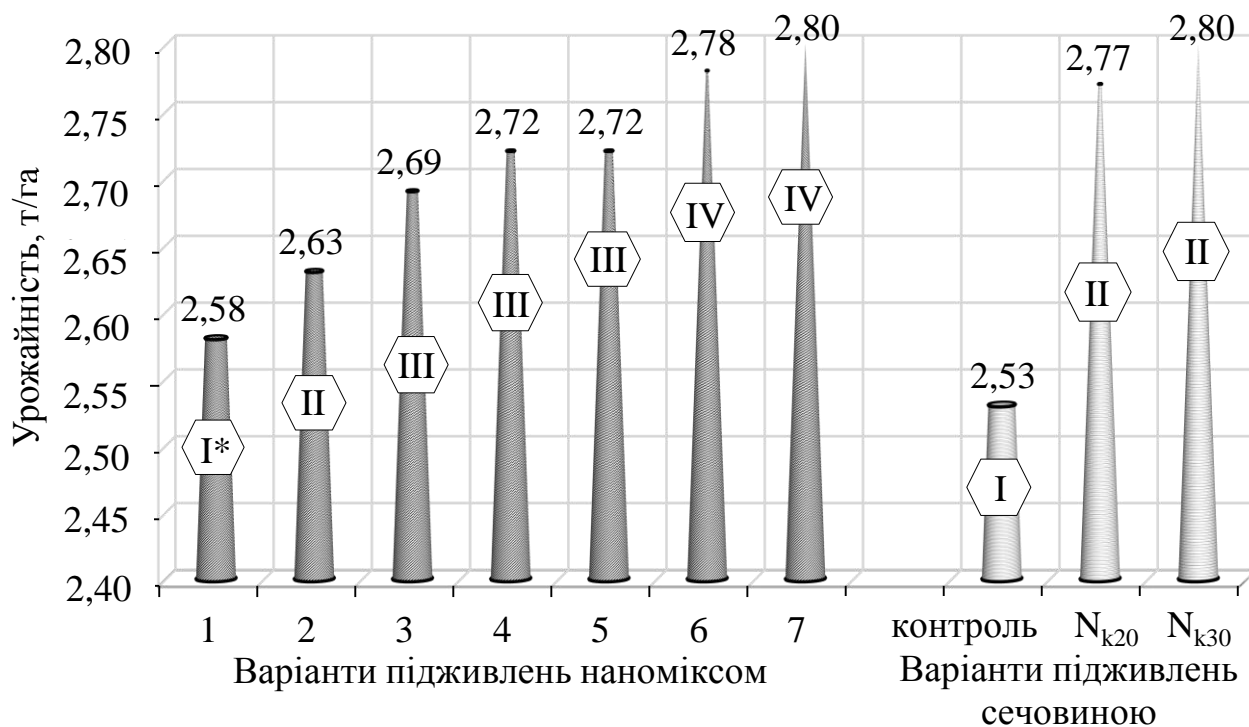 Урожайність, т/га
2,80
2,75
2,70
2,65
2,60
2,55
2,50
2,45
2,40
2,58
2,63
2,69
2,72
2,72
2,78
2,80
2,53
2,77
2,80
I*
II
III
III
III
IV
IV
I
II
II
1 2 3 4 5 6 7 контроль Nk20 Nk30
Варіанти підживлень наноміксом
Варіанти підживлень
сечовиною